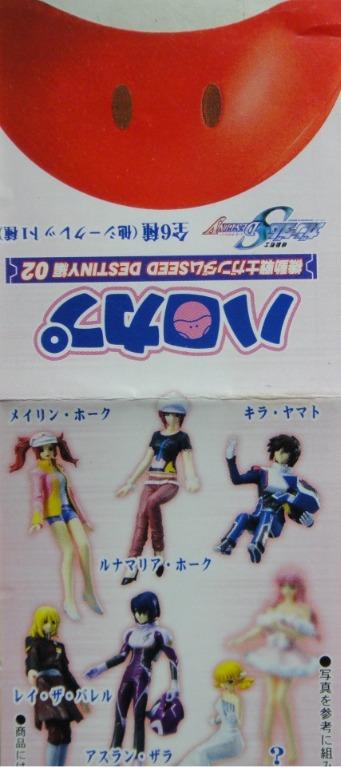 ハロカプ
機動戦士ガンダムSEED DESTINY編 02
全6種(他シークレット1種)
メイリン・ホーク
キラ・ヤマト
ルナマリア・ホーク
レイ・ザ・バレル
アスラン・ザラ
?
●写真を参考に組み
●商品に